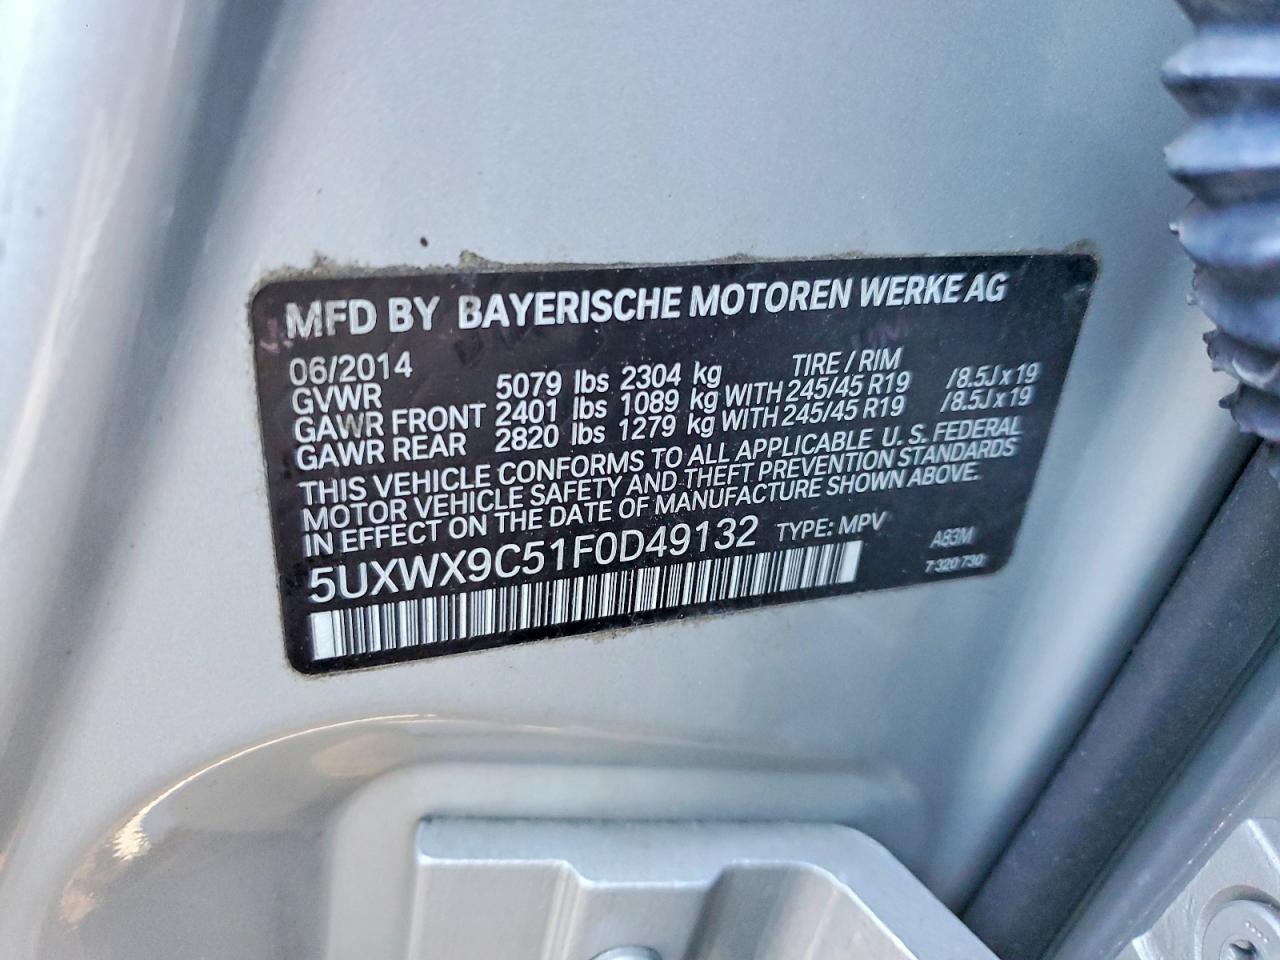 MFD BY BAYERISCHE MOTOREN WERKE AG
06/2014 TIRE / RIM
GVWR 5079 lbs 2304 kg
GAWR FRONT 2401 lbs 1089 kg WITH 245/45 R19 /8.5J x 19
GAWR REAR 2820 lbs 1279 kg WITH 245/45 R19 /8.5J x 19
THIS VEHICLE CONFORMS TO ALL APPLICABLE U. S. FEDERAL
MOTOR VEHICLE SAFETY AND THEFT PREVENTION STANDARDS
IN EFFECT ON THE DATE OF MANUFACTURE SHOWN ABOVE.
5UXWX9C51F0D49132 TYPE: MPV A83M
7 320 730